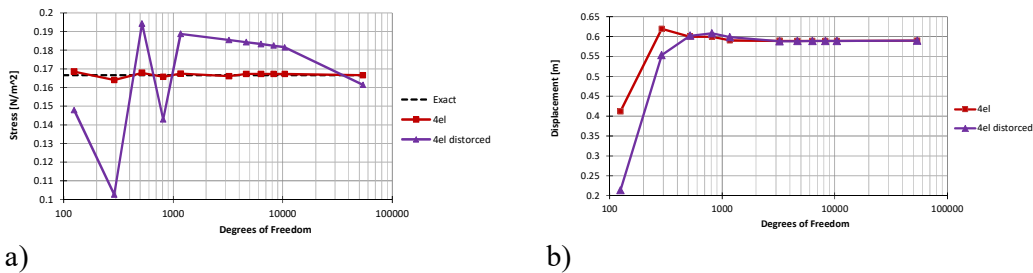 0.2
0.19
0.18
0.17
0.16
0.15
0.14
0.13
0.12
0.11
0.1
Stress [N/m^2]
100
1000
10000
100000
Degrees of Freedom
Exact
4el
4el distorced
a)
0.65
0.6
0.55
0.5
0.45
0.4
0.35
0.3
0.25
0.2
Displacement [m]
100
1000
10000
100000
Degrees of Freedom
4el
4el distorced
b)